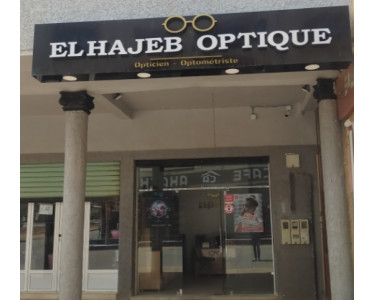 EL HAJEB OPTIQUE
Opticien - Optométriste